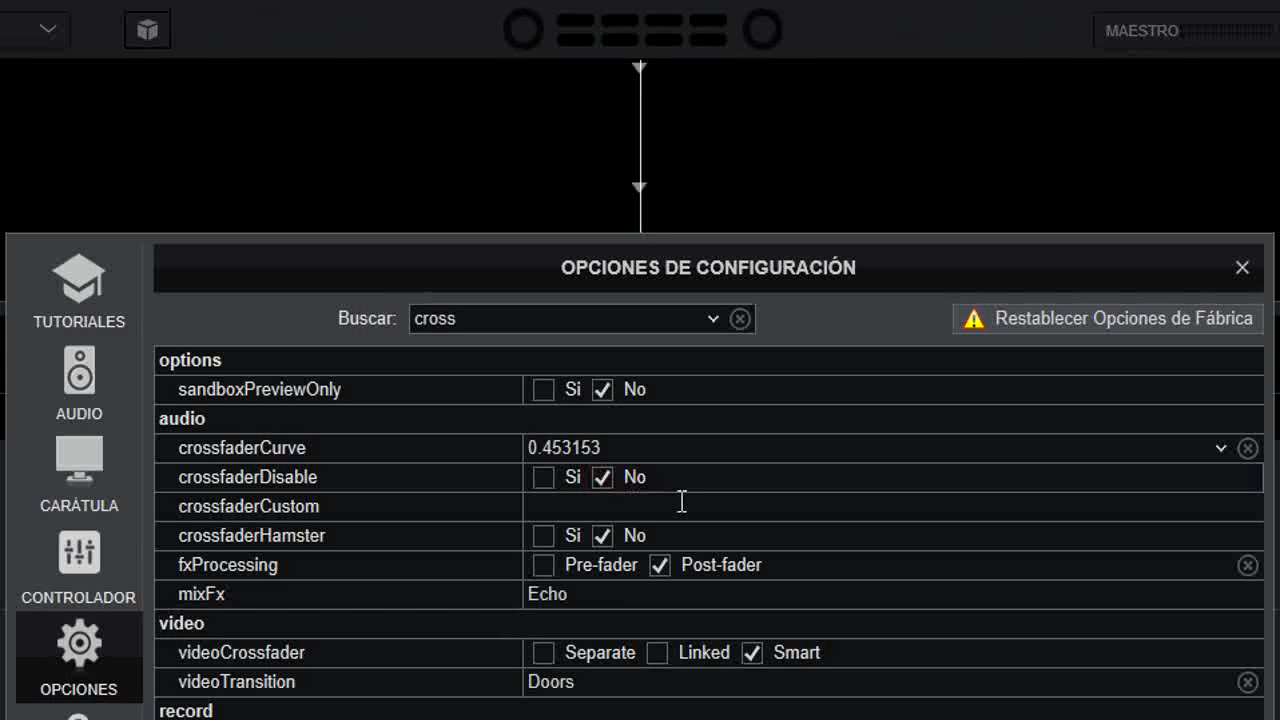 MAESTRO
OPCIONES DE CONFIGURACIÓN
Buscar: cross
Restablecer Opciones de Fábrica
TUTORIALES
AUDIO
CARÁTULA
CONTROLADOR
OPCIONES
options
sandboxPreviewOnly Si No
audio
crossfaderCurve 0.453153
crossfaderDisable Si No
crossfaderCustom
crossfaderHamster Si No
fxProcessing Pre-fader Post-fader
mixFx Echo
video
videoCrossfader Separate Linked Smart
videoTransition Doors
record